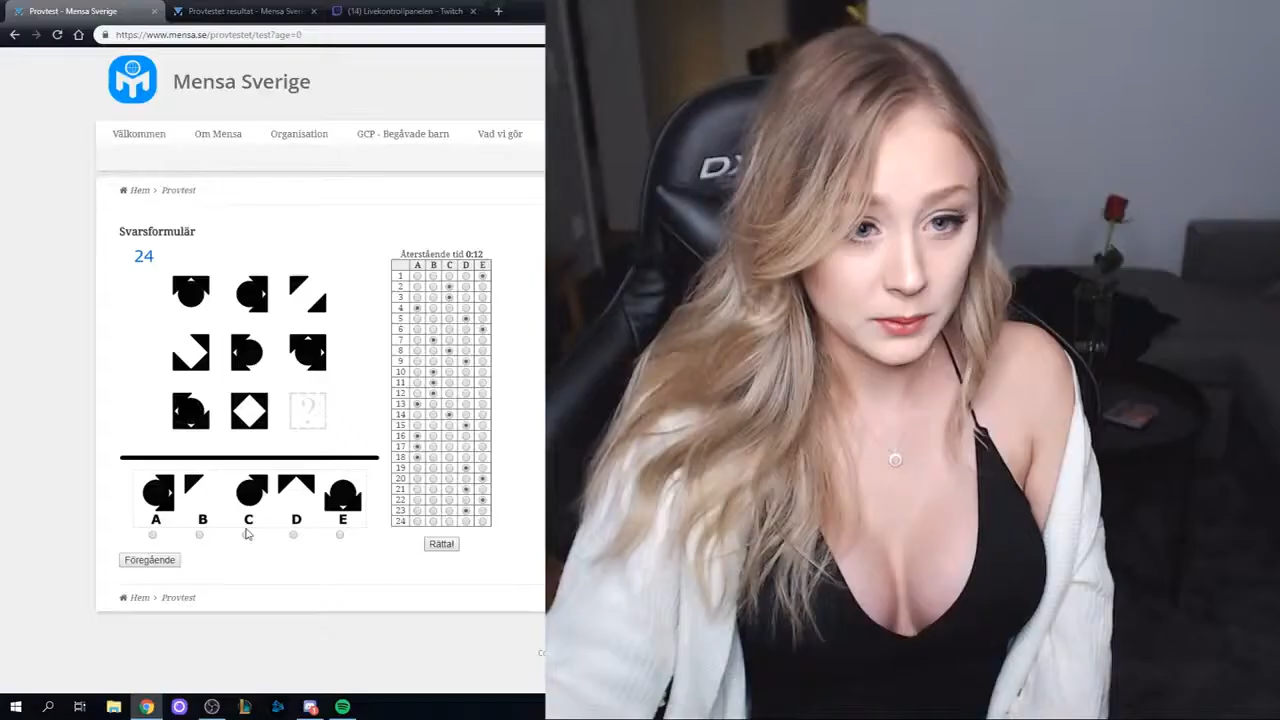 Provtest - Mensa Sverige
Provtestet resultat - Mensa Sveri
(14) Livekontrollpanelen - Twitch
https://www.mensa.se/provtestet/test?age=0
Mensa Sverige
Välkommen
Om Mensa
Organisation
GCP - Begåvade barn
Vad vi gör
Hem > Provtest
Svarsformulär
24
Återstående tid 0:12
A B C D E
1
2
3
4
5
6
7
8
9
10
11
12
13
14
15
16
17
18
19
20
21
22
23
24
?
A B C D E
Föregående
Rätta!
Hem > Provtest
Co
DX